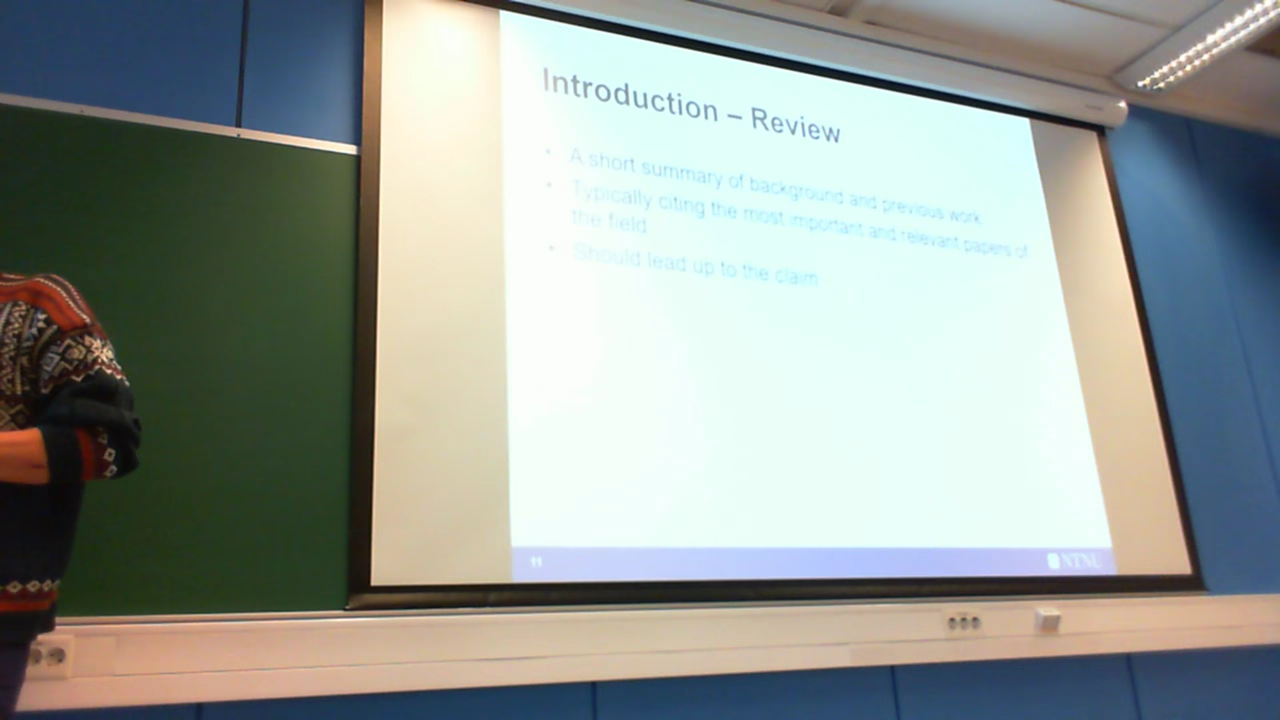 Introduction – Review
• A short summary of background and previous work
• Typically citing the most important and relevant papers of
the field
• Should lead up to the claim
11
NTNU